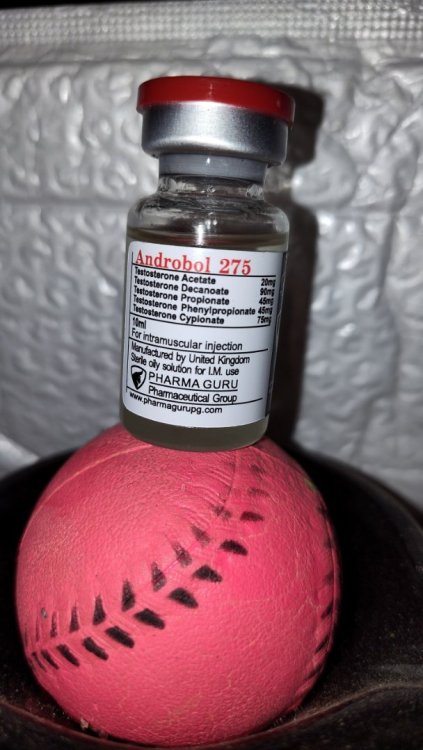 Androbol 275
Testosterone Acetate 20mg
Testosterone Decanoate 90mg
Testosterone Propionate 45mg
Testosterone Phenylpropionate 45mg
Testosterone Cypionate 75mg
10ml
For intramuscular injection
Manufactured by United Kingdom
Sterile oily solution for I.M. use
PHARMA GURU
Pharmaceutical Group
www.pharmagurupg.com